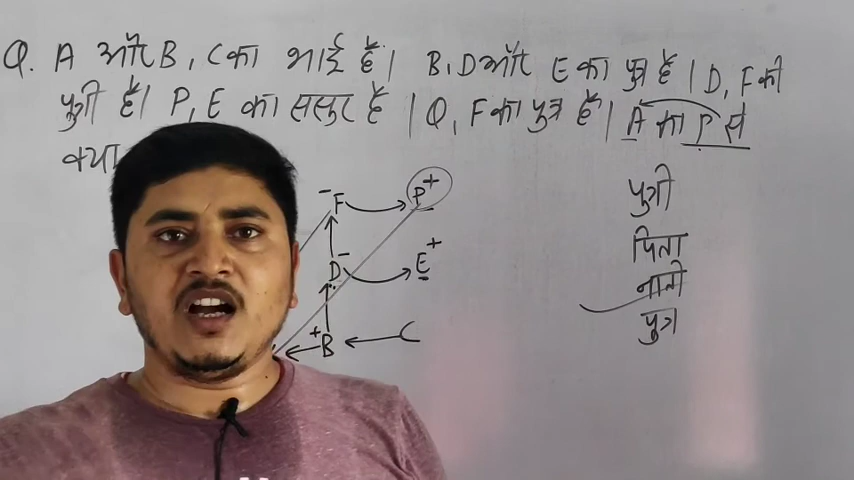 Q. A और B, C का भाई है। B, D और E का पुत्र है। D, F की
पुत्री है। P, E का ससुर है। Q, F का पुत्र है। A का P से
क्या
- F P +
D - E +
+ B C
पुत्री
पिता
नाती
पुत्र